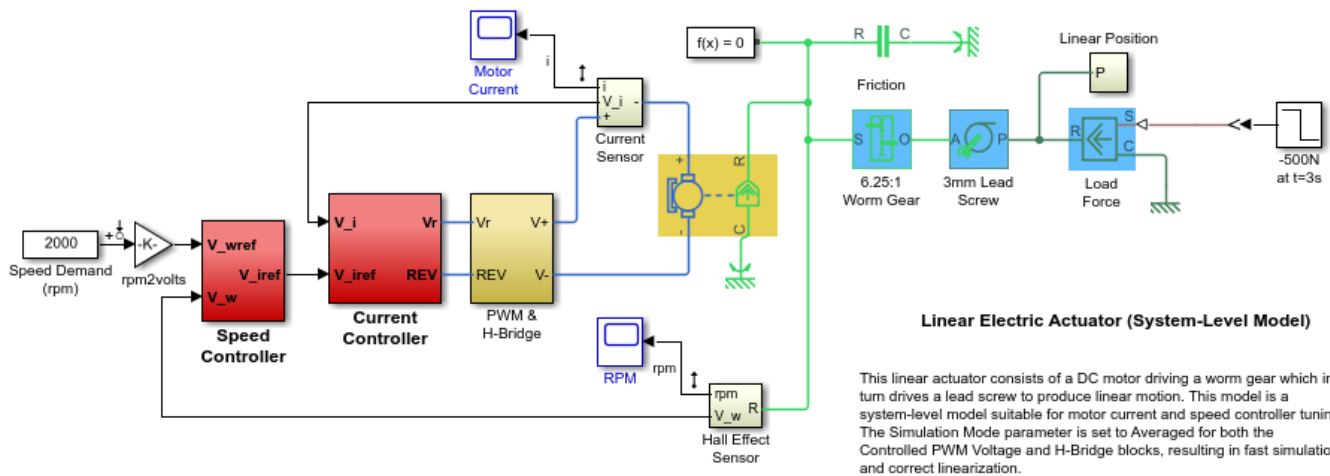 Motor
Current
i
i
V_i
+
-
Current
Sensor
f(x) = 0
R
C
Friction
Linear Position
P
S
O
6.25:1
Worm Gear
A
P
3mm Lead
Screw
R
S
C
Load
Force
-500N
at t=3s
+
-
R
C
2000
Speed Demand
(rpm)
+
-K-
rpm2volts
V_wref
V_iref
V_w
Speed
Controller
V_i
Vr
V_iref
REV
Current
Controller
Vr
V+
REV
V-
PWM &
H-Bridge
RPM
rpm
rpm
V_w
R
Hall Effect
Sensor
Linear Electric Actuator (System-Level Model)
This linear actuator consists of a DC motor driving a worm gear which in
turn drives a lead screw to produce linear motion. This model is a
system-level model suitable for motor current and speed controller tunin
The Simulation Mode parameter is set to Averaged for both the
Controlled PWM Voltage and H-Bridge blocks, resulting in fast simulatio
and correct linearization.